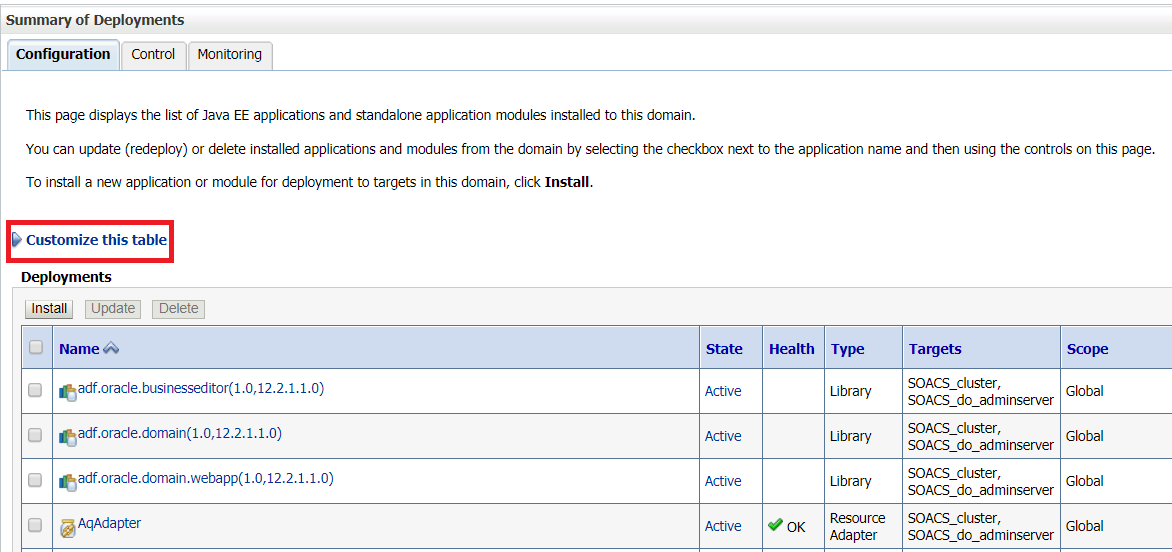 Summary of Deployments
Configuration Control Monitoring
This page displays the list of Java EE applications and standalone application modules installed to this domain.
You can update (redeploy) or delete installed applications and modules from the domain by selecting the checkbox next to the application name and then using the controls on this page.
To install a new application or module for deployment to targets in this domain, click Install.
Customize this table
Deployments
Install Update Delete
Name State Health Type Targets Scope
adf.oracle.businesseditor(1.0,12.2.1.1.0) Active Library SOACS_cluster, Global
SOACS_do_adminserver
adf.oracle.domain(1.0,12.2.1.1.0) Active Library SOACS_cluster, Global
SOACS_do_adminserver
adf.oracle.domain.webapp(1.0,12.2.1.1.0) Active Library SOACS_cluster, Global
SOACS_do_adminserver
AqAdapter Active OK Resource SOACS_cluster, Global
Adapter SOACS_do_adminserver